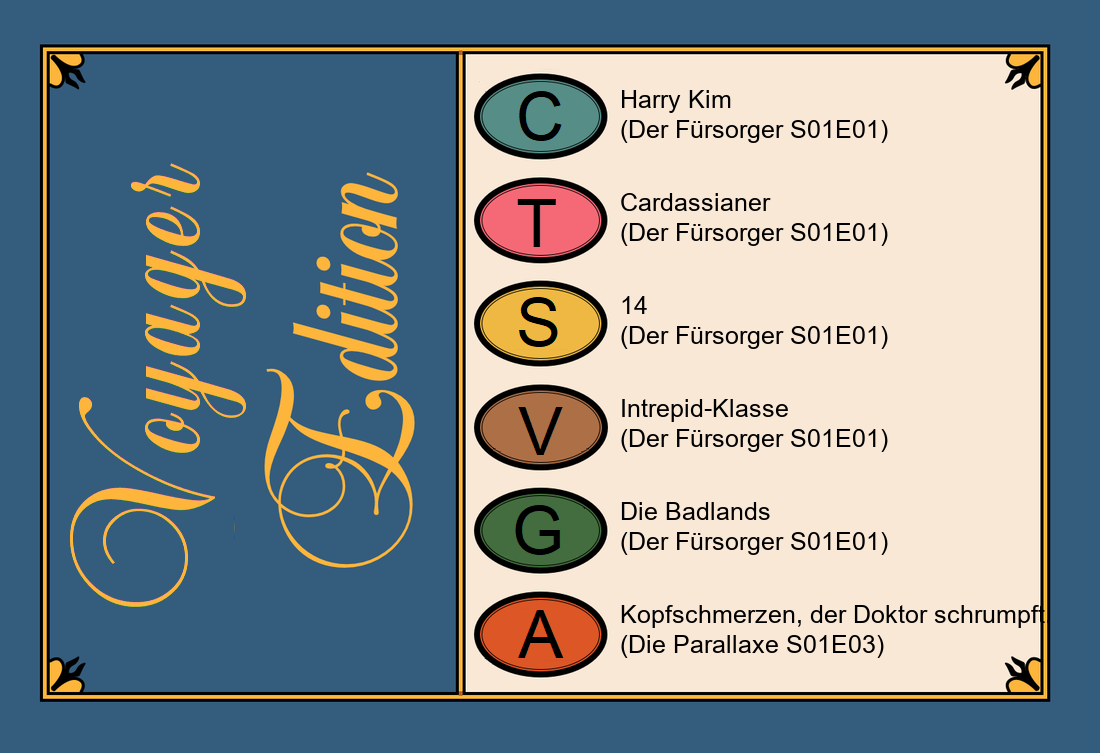 Voyager
Edition
C
Harry Kim
(Der Fürsorger S01E01)
T
Cardassianer
(Der Fürsorger S01E01)
S
14
(Der Fürsorger S01E01)
V
Intrepid-Klasse
(Der Fürsorger S01E01)
G
Die Badlands
(Der Fürsorger S01E01)
A
Kopfschmerzen, der Doktor schrumpft
(Die Parallaxe S01E03)